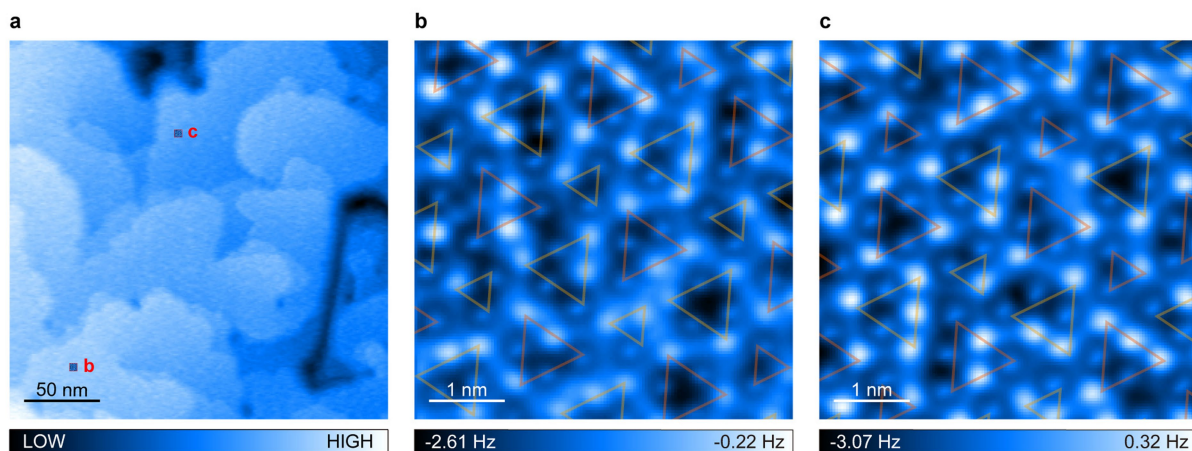 a
b
c
c
b
50 nm
1 nm
1 nm
LOW HIGH
-2.61 Hz -0.22 Hz
-3.07 Hz 0.32 Hz